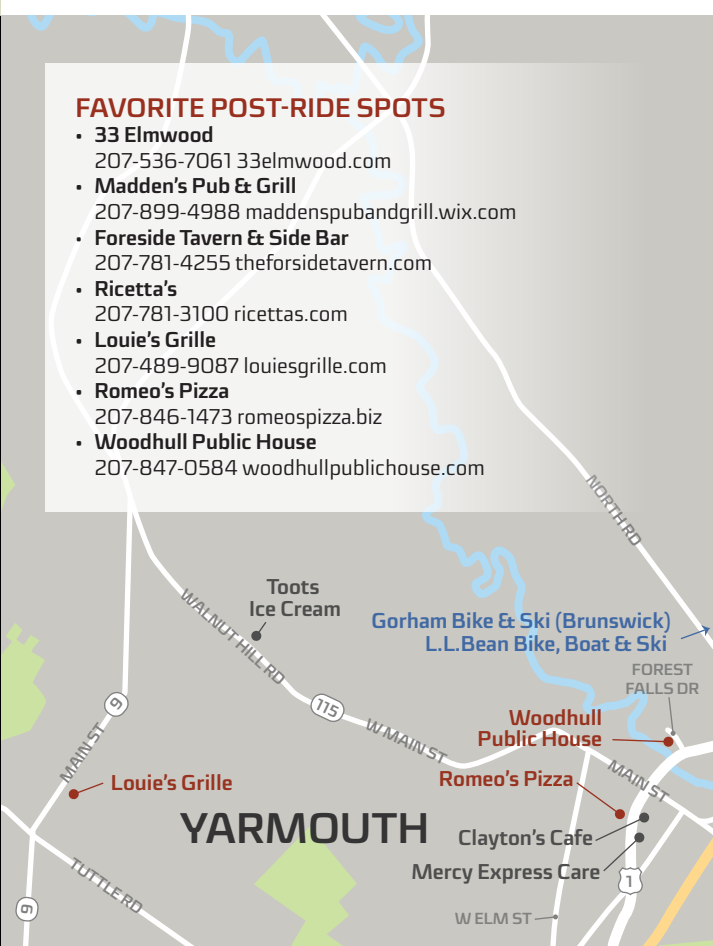 FAVORITE POST-RIDE SPOTS
• 33 Elmwood
207-536-7061 33elmwood.com
• Madden's Pub & Grill
207-899-4988 maddenspubandgrill.wix.com
• Foreside Tavern & Side Bar
207-781-4255 theforsidetavern.com
• Ricetta's
207-781-3100 ricettas.com
• Louie's Grille
207-489-9087 louiesgrille.com
• Romeo's Pizza
207-846-1473 romeospizza.biz
• Woodhull Public House
207-847-0584 woodhullpublichouse.com
NORTH RD
Toots
Ice Cream
WALNUT HILL RD
Gorham Bike & Ski (Brunswick)
L.L.Bean Bike, Boat & Ski
FOREST
FALLS DR
9
115
W MAIN ST
Woodhull
Public House
MAIN ST
Louie's Grille
Romeo's Pizza
MAIN ST
YARMOUTH
Clayton's Cafe
Mercy Express Care
1
TUTTLE RD
9
W ELM ST